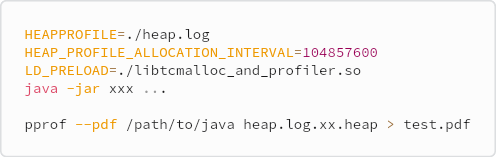 HEAPPROFILE=./heap.log
HEAP_PROFILE_ALLOCATION_INTERVAL=104857600
LD_PRELOAD=./libtcmalloc_and_profiler.so
java -jar xxx ...
pprof --pdf /path/to/java heap.log.xx.heap > test.pdf